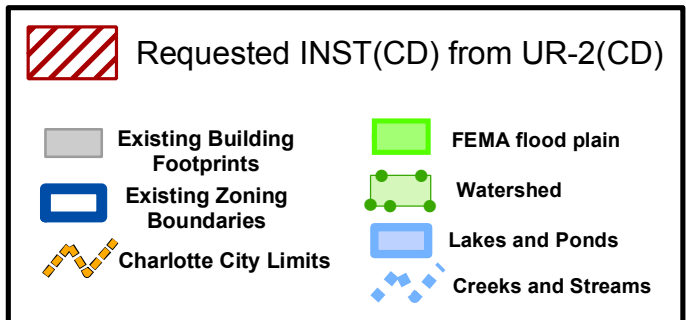 Requested INST(CD) from UR-2(CD)
Existing Building
Footprints
Existing Zoning
Boundaries
Charlotte City Limits
FEMA flood plain
Watershed
Lakes and Ponds
Creeks and Streams